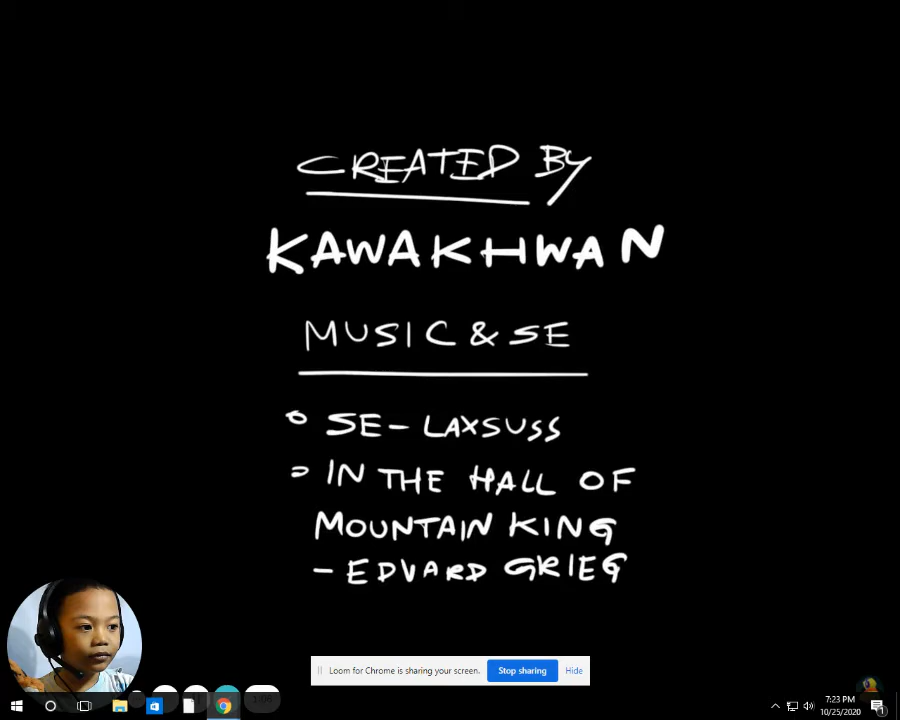 CREATED BY
KAWAKHWAN
MUSIC & SE
SE - LAXSUSS
IN THE HALL OF
MOUNTAIN KING
- EDVARD GRIEG
Loom for Chrome is sharing your screen. Stop sharing Hide
7:23 PM
10/25/2020